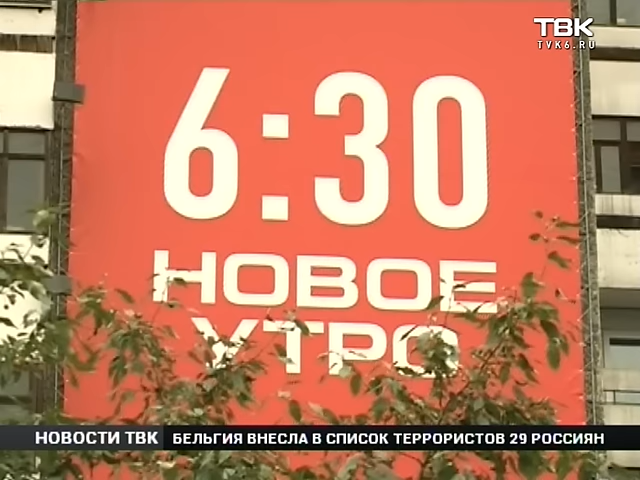 ТВК
TVK6.RU
6:30
НОВОЕ
УТРО
НОВОСТИ ТВК БЕЛЬГИЯ ВНЕСЛА В СПИСОК ТЕРРОРИСТОВ 29 РОССИЯН